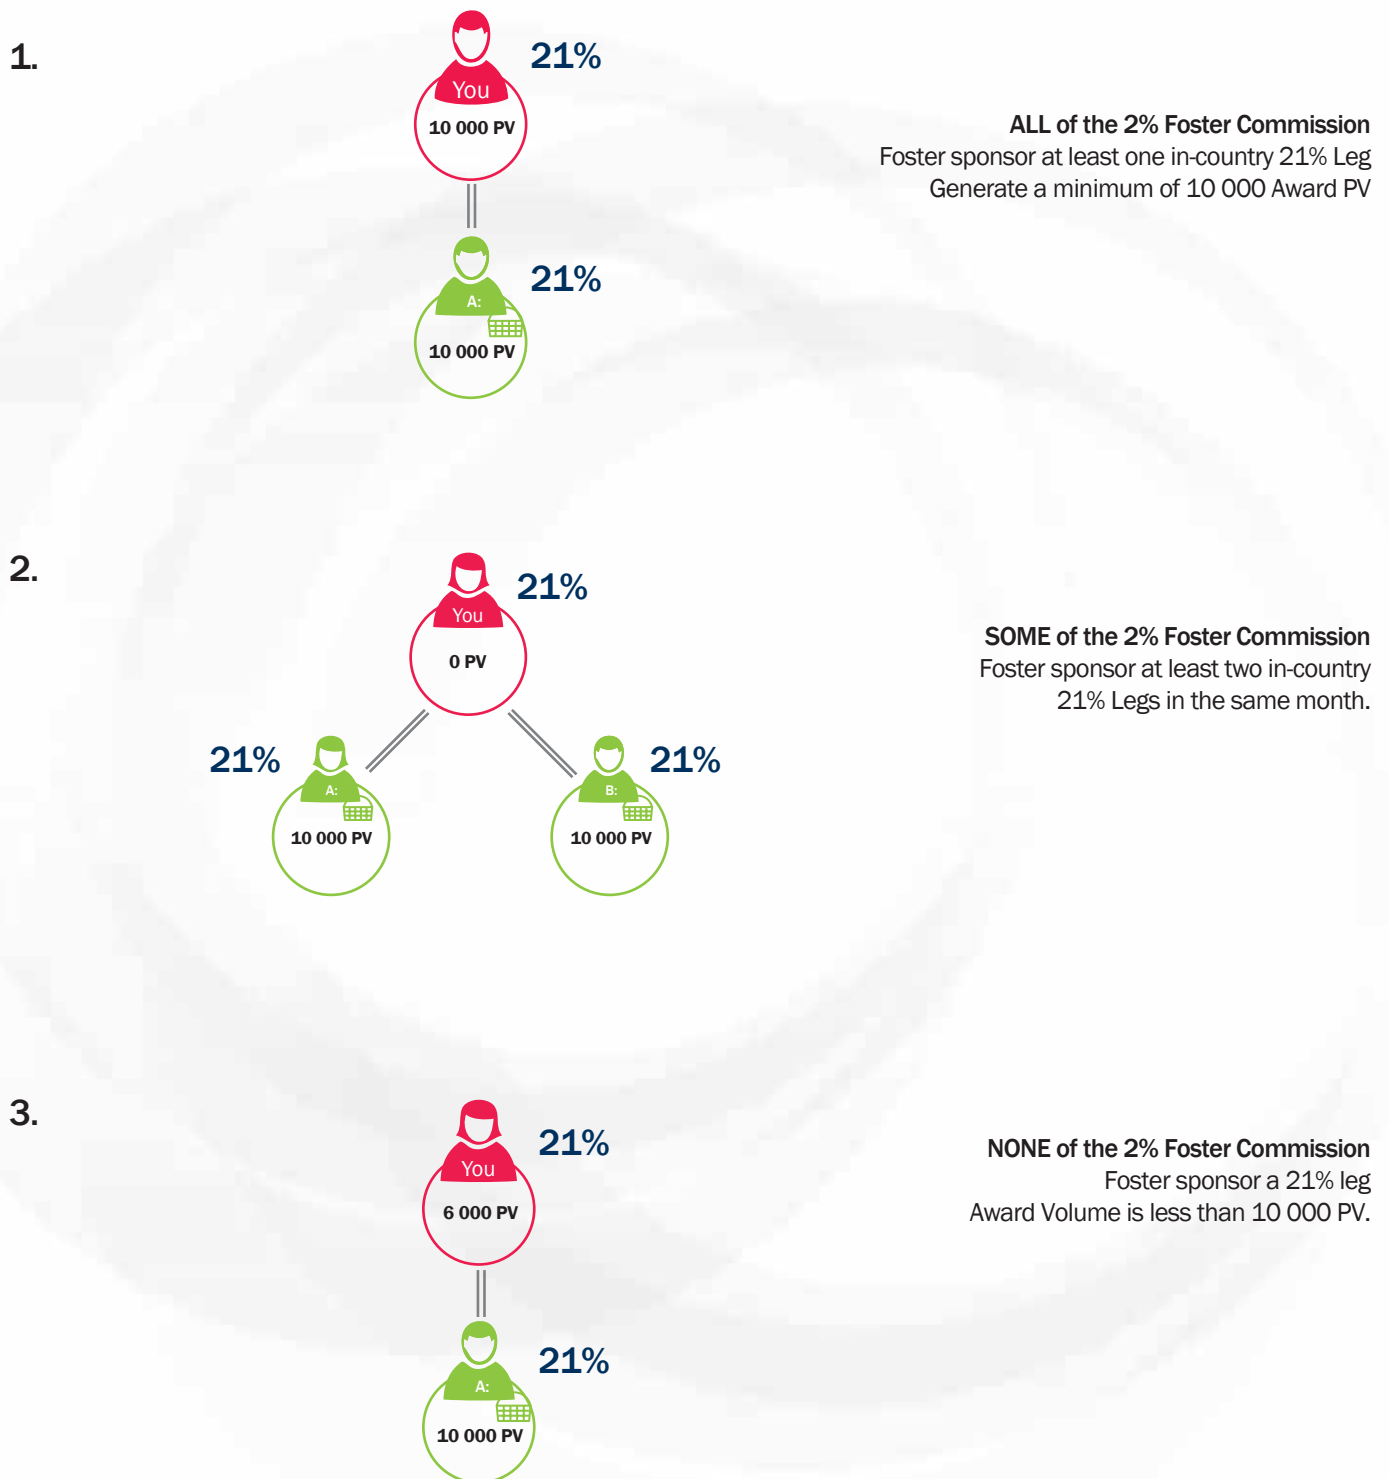 1.
21%
You
10 000 PV
ALL of the 2% Foster Commission
Foster sponsor at least one in-country 21% Leg
Generate a minimum of 10 000 Award PV
21%
A:
10 000 PV
2.
21%
You
0 PV
SOME of the 2% Foster Commission
Foster sponsor at least two in-country
21% Legs in the same month.
21%
A:
10 000 PV
21%
B:
10 000 PV
3.
21%
You
6 000 PV
NONE of the 2% Foster Commission
Foster sponsor a 21% leg
Award Volume is less than 10 000 PV.
21%
A:
10 000 PV